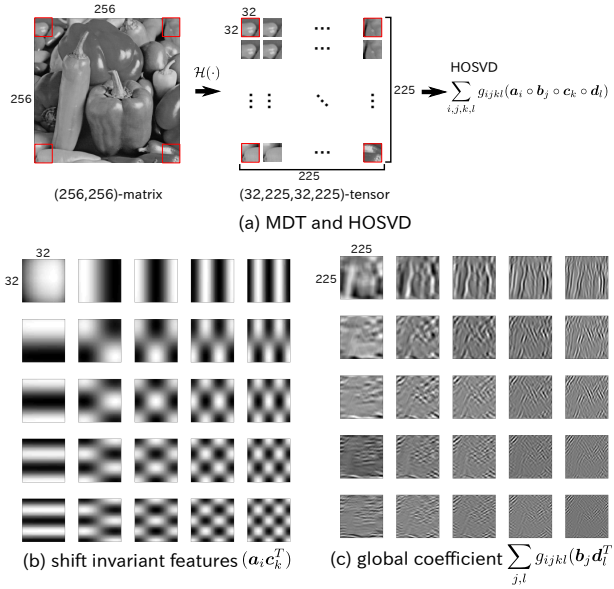 256
256
(256,256)-matrix
𝓗(·)
32
32
225
225
(32,225,32,225)-tensor
HOSVD
∑_{i,j,k,l} g_{ijkl}(a_i ∘ b_j ∘ c_k ∘ d_l)
(a) MDT and HOSVD
32
32
(b) shift invariant features (a_i c_k^T)
225
225
(c) global coefficient ∑_{j,l} g_{ijkl}(b_j d_l^T